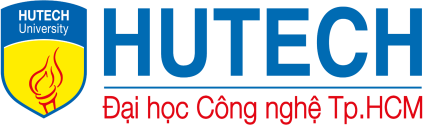 HUTECH
University
HUTECH
Đại học Công nghệ Tp.HCM